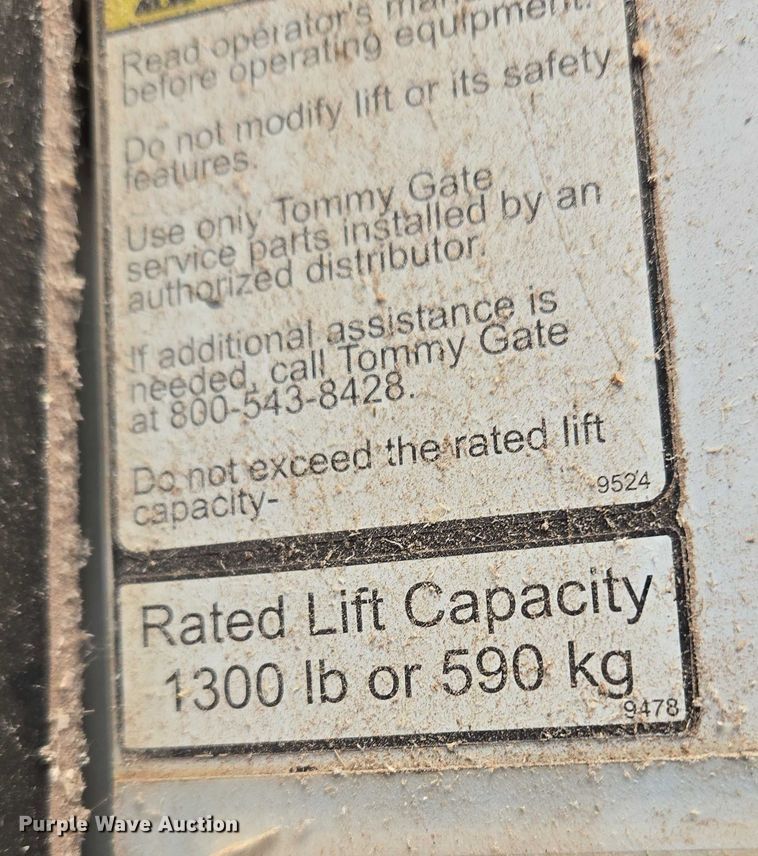 Read operator's
before operating equipment.
Do not modify lift or its safety
features.
Use only Tommy Gate
service parts installed by an
authorized distributor.
If additional assistance is
needed, call Tommy Gate
at 800-543-8428.
Do not exceed the rated lift
capacity-
9524
Rated Lift Capacity
1300 lb or 590 kg
9478
Purple Wave Auction